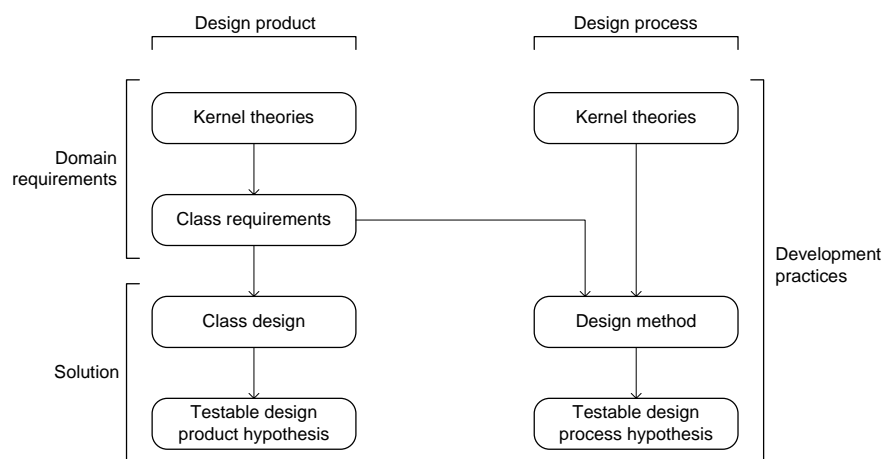 Design product
Design process
Kernel theories
Kernel theories
Domain
requirements
Class requirements
Development
practices
Class design
Design method
Solution
Testable design
product hypothesis
Testable design
process hypothesis